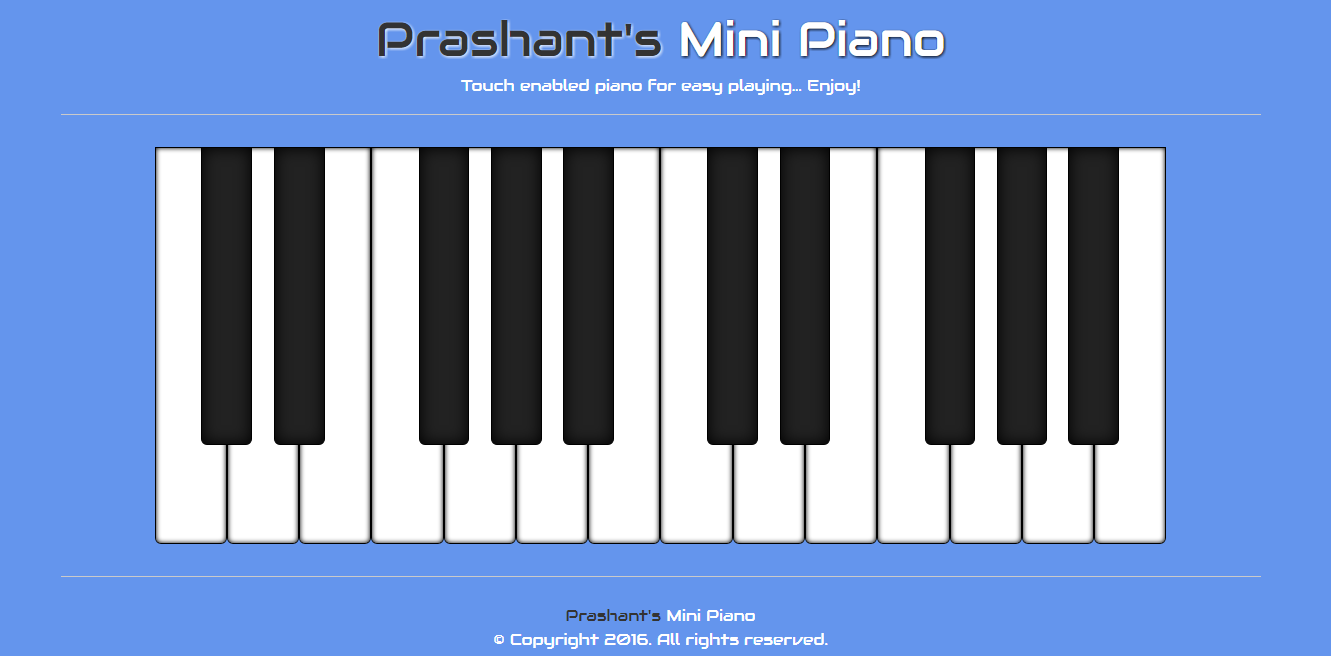 Prashant's Mini Piano
Touch enabled piano for easy playing... Enjoy!
Prashant's Mini Piano
© Copyright 2016. All rights reserved.